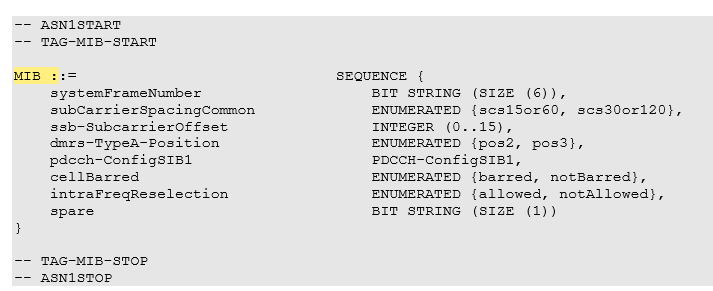 -- ASN1START
-- TAG-MIB-START
MIB ::= SEQUENCE {
systemFrameNumber BIT STRING (SIZE (6)),
subCarrierSpacingCommon ENUMERATED {scs15or60, scs30or120},
ssb-SubcarrierOffset INTEGER (0..15),
dmrs-TypeA-Position ENUMERATED {pos2, pos3},
pdcch-ConfigSIB1 PDCCH-ConfigSIB1,
cellBarred ENUMERATED {barred, notBarred},
intraFreqReselection ENUMERATED {allowed, notAllowed},
spare BIT STRING (SIZE (1))
}
-- TAG-MIB-STOP
-- ASN1STOP